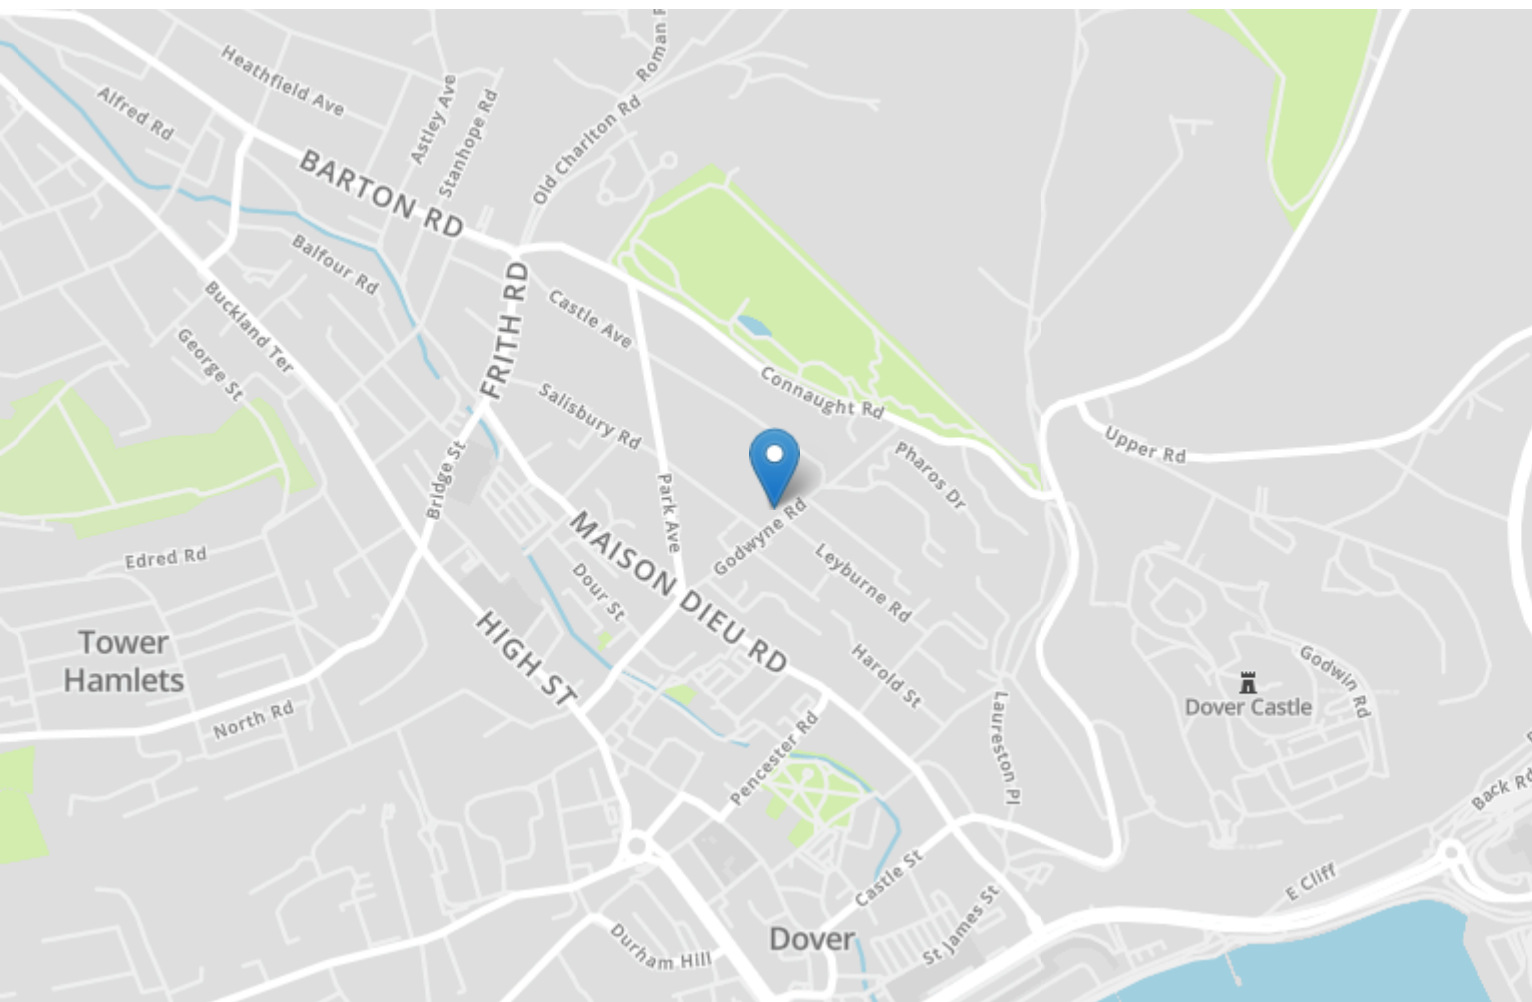 Roman
Heathfield Ave
Alfred Rd
Astley Ave
Stanhope Rd
Old Charlton Rd
BARTON RD
Balfour Rd
FRITH RD
Buckland Ter
Castle Ave
George St
Connaught Rd
Salisbury Rd
Upper Rd
Pharos Dr
Bridge St
Park Ave
Godwyne Rd
MAISON DIEU RD
Edred Rd
Leyburne Rd
Dour St
Tower
Hamlets
HIGH ST
Harold St
Godwin Rd
Dover Castle
North Rd
Laureston Pl
Pencester Rd
Back Rd
Castle St
E Cliff
St James St
Dover
Durham Hill